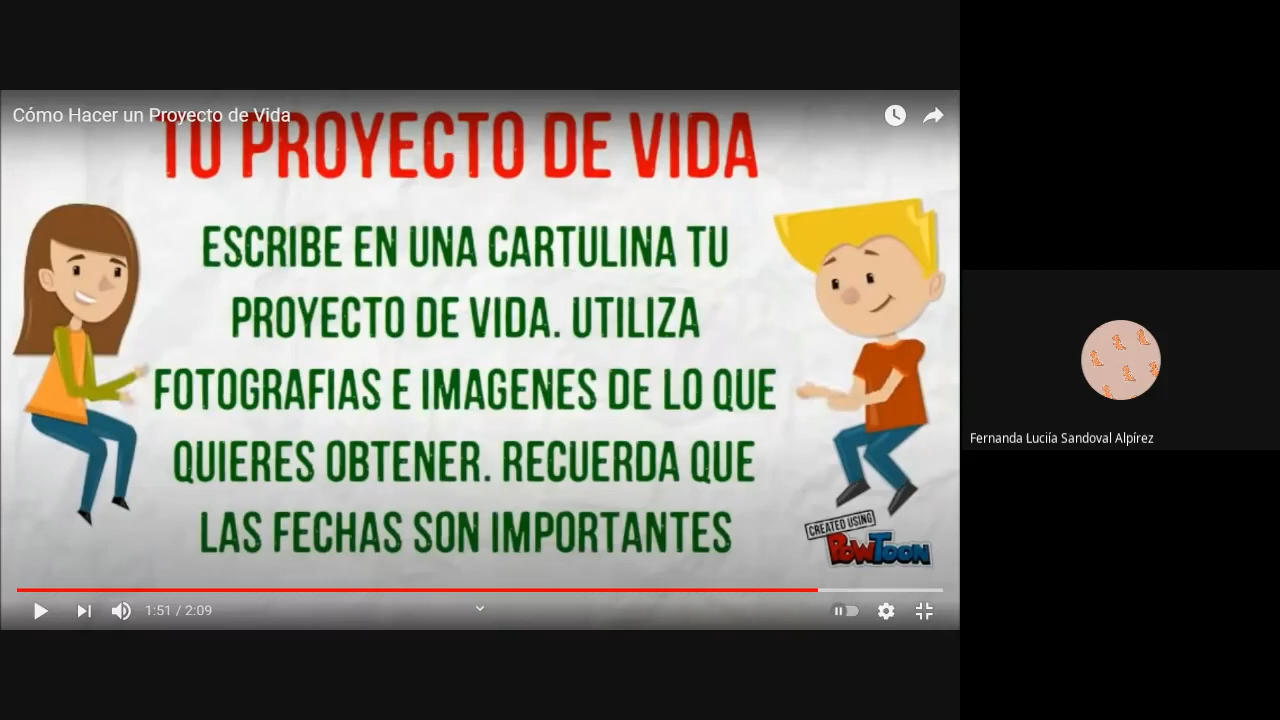 Cómo Hacer un Proyecto de Vida
TU PROYECTO DE VIDA
ESCRIBE EN UNA CARTULINA TU
PROYECTO DE VIDA. UTILIZA
FOTOGRAFIAS E IMAGENES DE LO QUE
QUIERES OBTENER. RECUERDA QUE
LAS FECHAS SON IMPORTANTES
CREATED USING
POWTOON
1:51 / 2:09
Fernanda Luciía Sandoval Alpírez